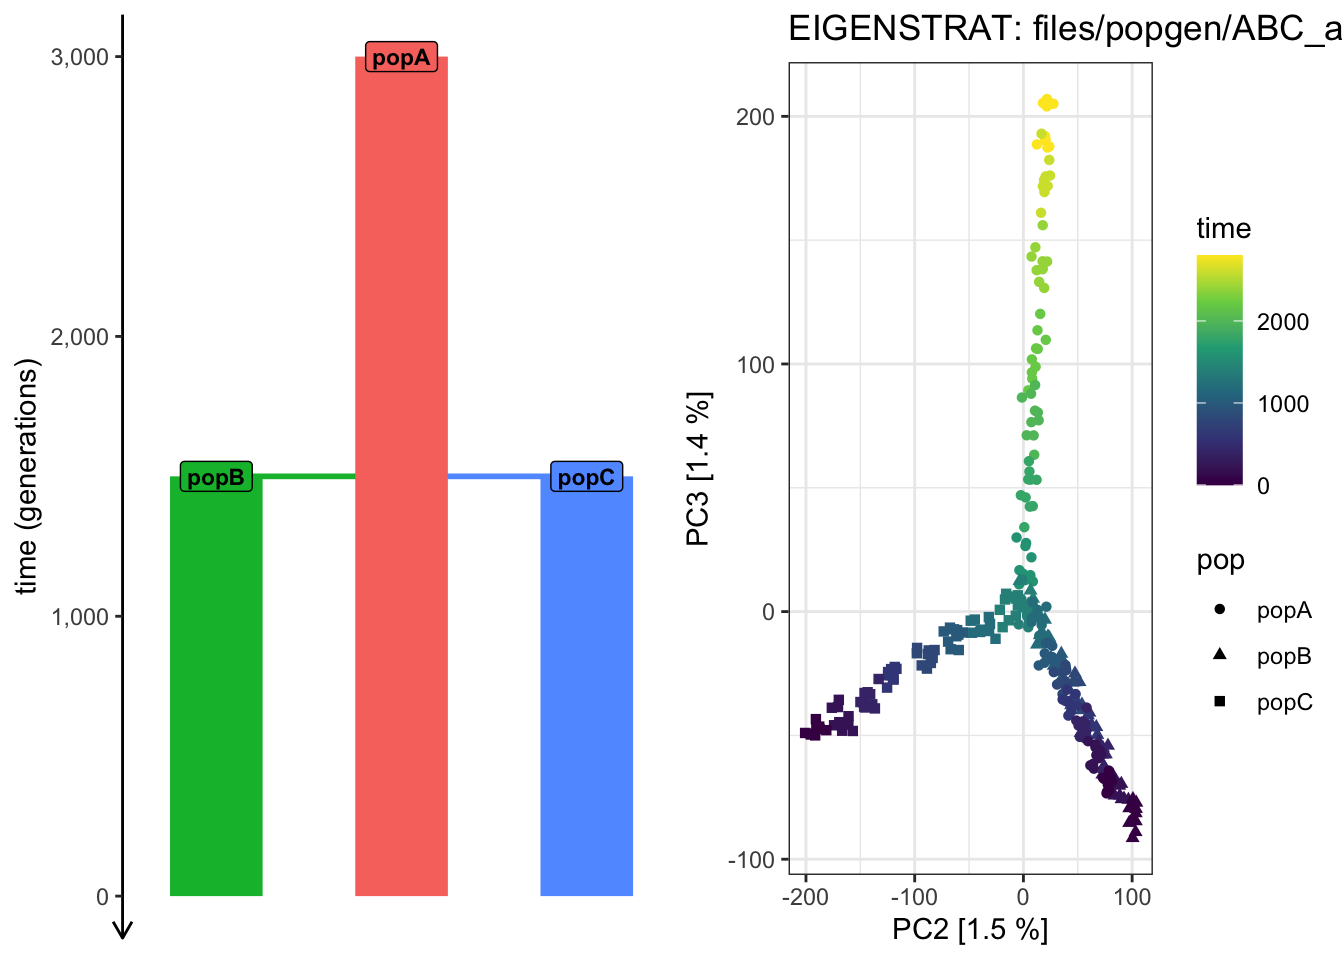 time (generations)
3,000
2,000
1,000
0
popA
popB
popC
EIGENSTRAT: files/popgen/ABC_a
PC3 [1.4 %]
200
100
0
-100
-200
-100
0
100
PC2 [1.5 %]
time
2000
1000
0
pop
popA
popB
popC